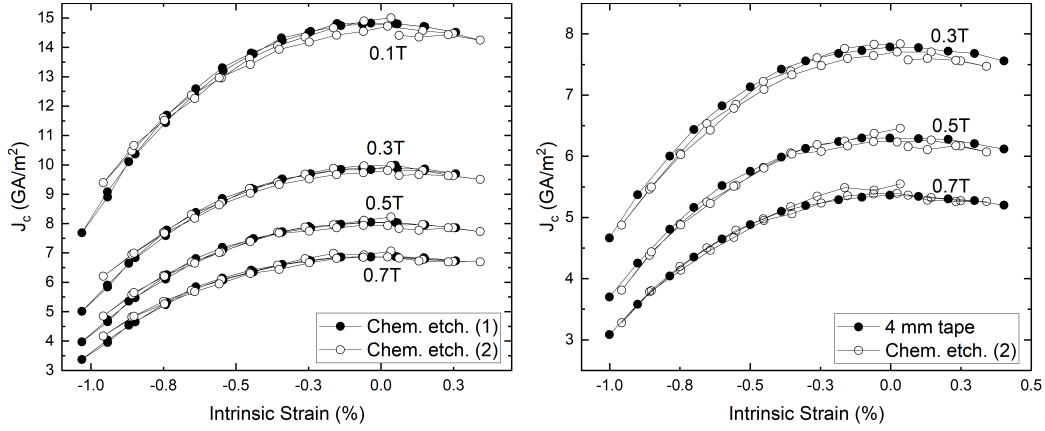 15
14
13
12
11
10
9
8
7
6
5
4
3
J_c (GA/m²)
0.1T
0.3T
0.5T
0.7T
Chem. etch. (1)
Chem. etch. (2)
-1.0 -0.8 -0.5 -0.3 0.0 0.3
Intrinsic Strain (%)
8
7
6
5
4
3
J_c (GA/m²)
0.3T
0.5T
0.7T
4 mm tape
Chem. etch. (2)
-1.0 -0.8 -0.5 -0.3 0.0 0.3 0.5
Intrinsic Strain (%)